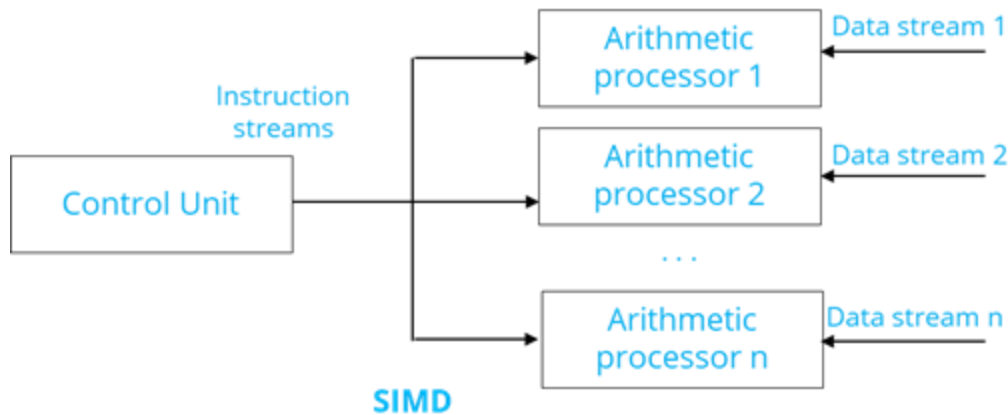 Data stream 1
Arithmetic
processor 1
Instruction
streams
Data stream 2
Arithmetic
processor 2
Control Unit
. . .
Arithmetic
processor n
Data stream n
SIMD